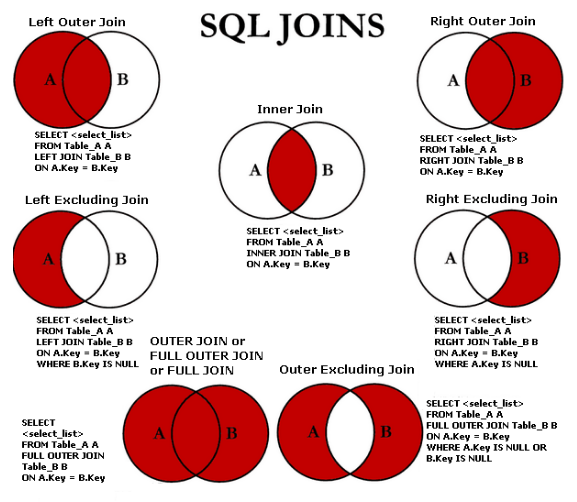 SQL JOINS
Left Outer Join
A
B
SELECT <select_list>
FROM Table_A A
LEFT JOIN Table_B B
ON A.Key = B.Key
Right Outer Join
A
B
SELECT <select_list>
FROM Table_A A
RIGHT JOIN Table_B B
ON A.Key = B.Key
Inner Join
A
B
SELECT <select_list>
FROM Table_A A
INNER JOIN Table_B B
ON A.Key = B.Key
Left Excluding Join
A
B
SELECT <select_list>
FROM Table_A A
LEFT JOIN Table_B B
ON A.Key = B.Key
WHERE B.Key IS NULL
Right Excluding Join
A
B
SELECT <select_list>
FROM Table_A A
RIGHT JOIN Table_B B
ON A.Key = B.Key
WHERE A.Key IS NULL
OUTER JOIN or
FULL OUTER JOIN
or FULL JOIN
A
B
SELECT
<select_list>
FROM Table_A A
FULL OUTER JOIN
Table_B B
ON A.Key = B.Key
Outer Excluding Join
A
B
SELECT <select_list>
FROM Table_A A
FULL OUTER JOIN Table_B B
ON A.Key = B.Key
WHERE A.Key IS NULL OR
B.Key IS NULL